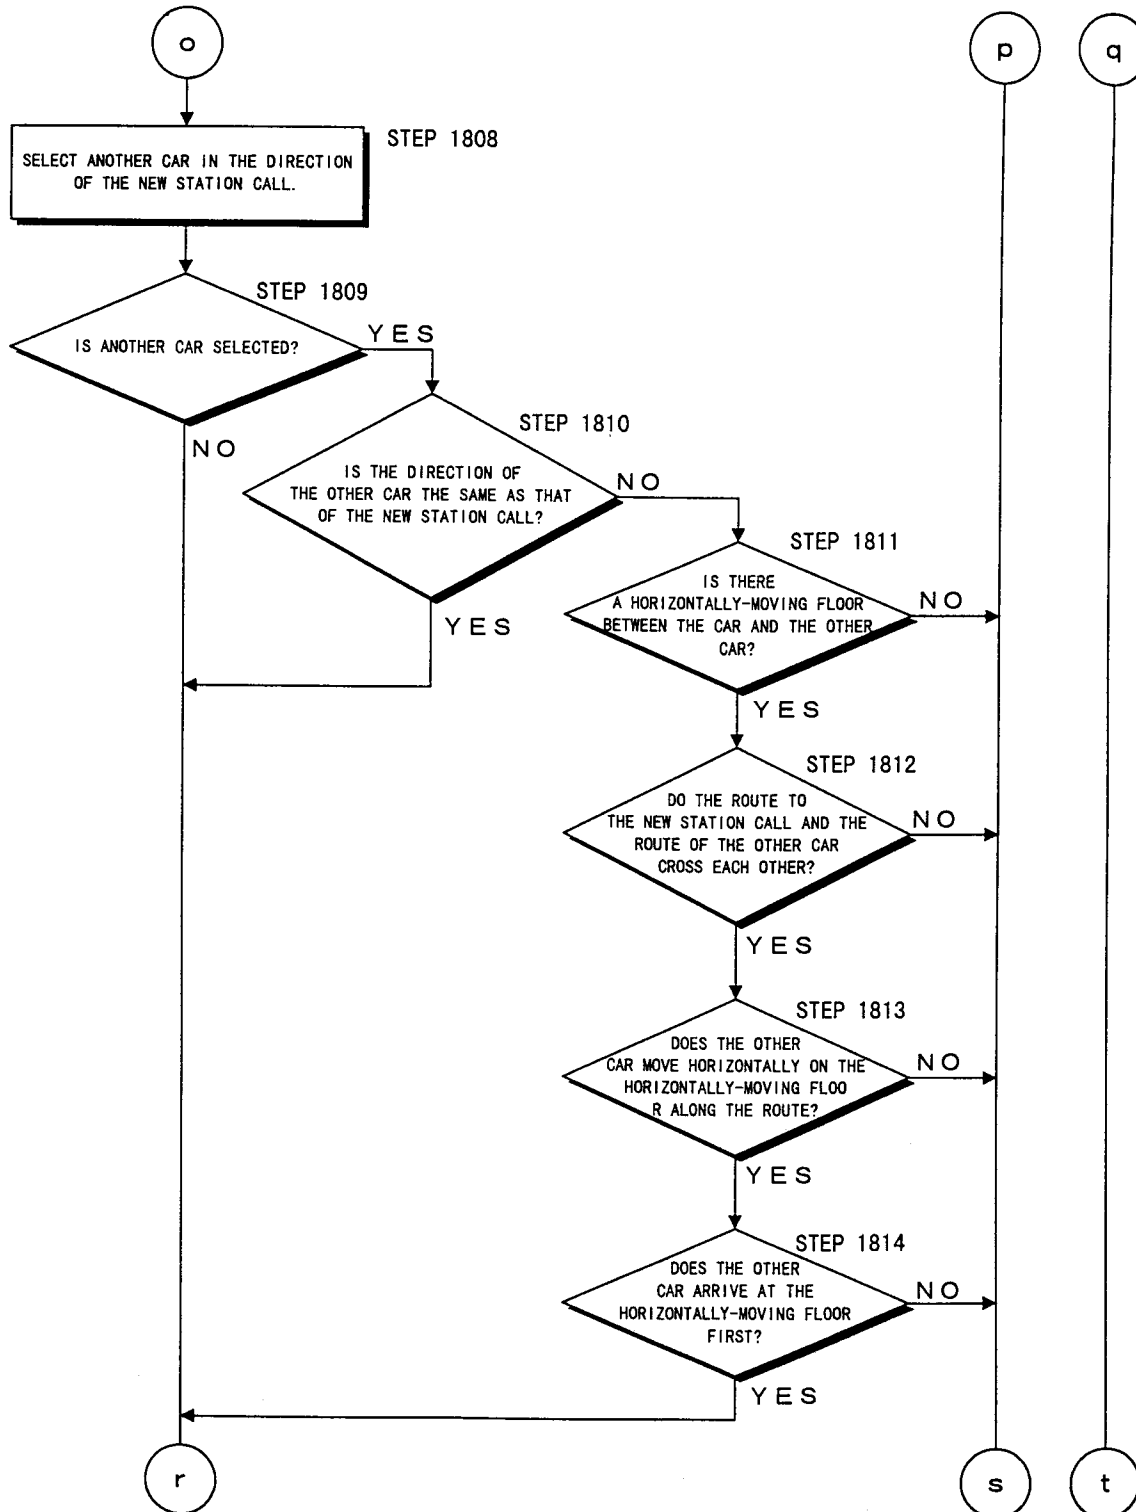 o
p
q
STEP 1808
SELECT ANOTHER CAR IN THE DIRECTION
OF THE NEW STATION CALL.
STEP 1809
YES
IS ANOTHER CAR SELECTED?
NO
STEP 1810
IS THE DIRECTION OF
THE OTHER CAR THE SAME AS THAT
OF THE NEW STATION CALL?
NO
YES
STEP 1811
IS THERE
A HORIZONTALLY-MOVING FLOOR
BETWEEN THE CAR AND THE OTHER
CAR?
NO
YES
STEP 1812
DO THE ROUTE TO
THE NEW STATION CALL AND THE
ROUTE OF THE OTHER CAR
CROSS EACH OTHER?
NO
YES
STEP 1813
DOES THE OTHER
CAR MOVE HORIZONTALLY ON THE
HORIZONTALLY-MOVING FLOO
R ALONG THE ROUTE?
NO
YES
STEP 1814
DOES THE OTHER
CAR ARRIVE AT THE
HORIZONTALLY-MOVING FLOOR
FIRST?
NO
YES
r
s
t